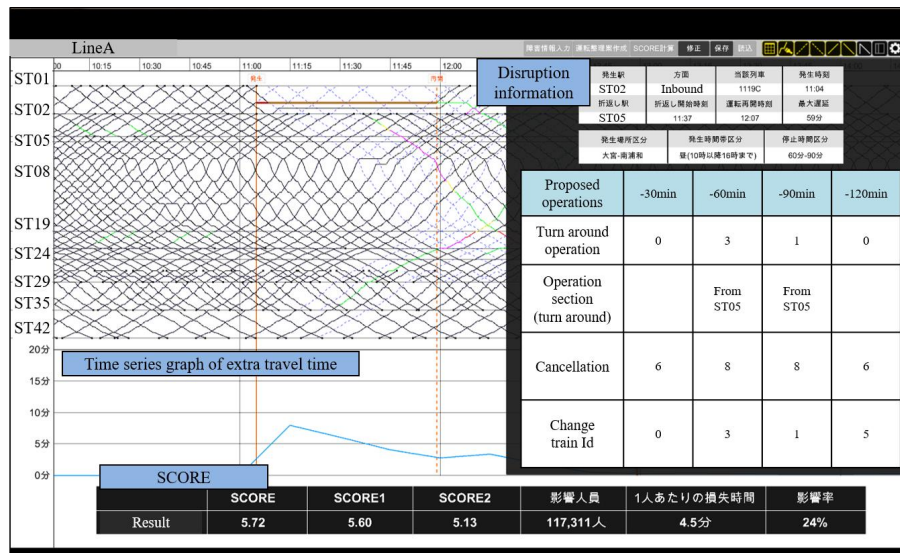 LineA
障害情報入力 運転整理案作成 SCORE計算 修正 保存 読込
00 10:15 10:30 10:45 11:00 11:15 11:30 11:45 12:00
発生 再開
ST01
ST02
ST05
ST08
ST19
ST24
ST29
ST35
ST42
Disruption
information
発生駅 方面 当該列車 発生時刻
ST02 Inbound 1119C 11:04
折返し駅 折返し開始時刻 運転再開時刻 最大遅延
ST05 11:37 12:07 59分
発生場所区分 発生時間帯区分 停止時間区分
大宮-南浦和 昼(10時以降16時まで) 60分-90分
Proposed
operations -30min -60min -90min -120min
Turn around
operation 0 3 1 0
Operation
section
(turn around) From
ST05 From
ST05
Cancellation 6 8 8 6
Change
train Id 0 3 1 5
Time series graph of extra travel time
20分
15分
10分
5分
0分
SCORE
SCORE SCORE1 SCORE2 影響人員 1人あたりの損失時間 影響率
Result 5.72 5.60 5.13 117,311人 4.5分 24%